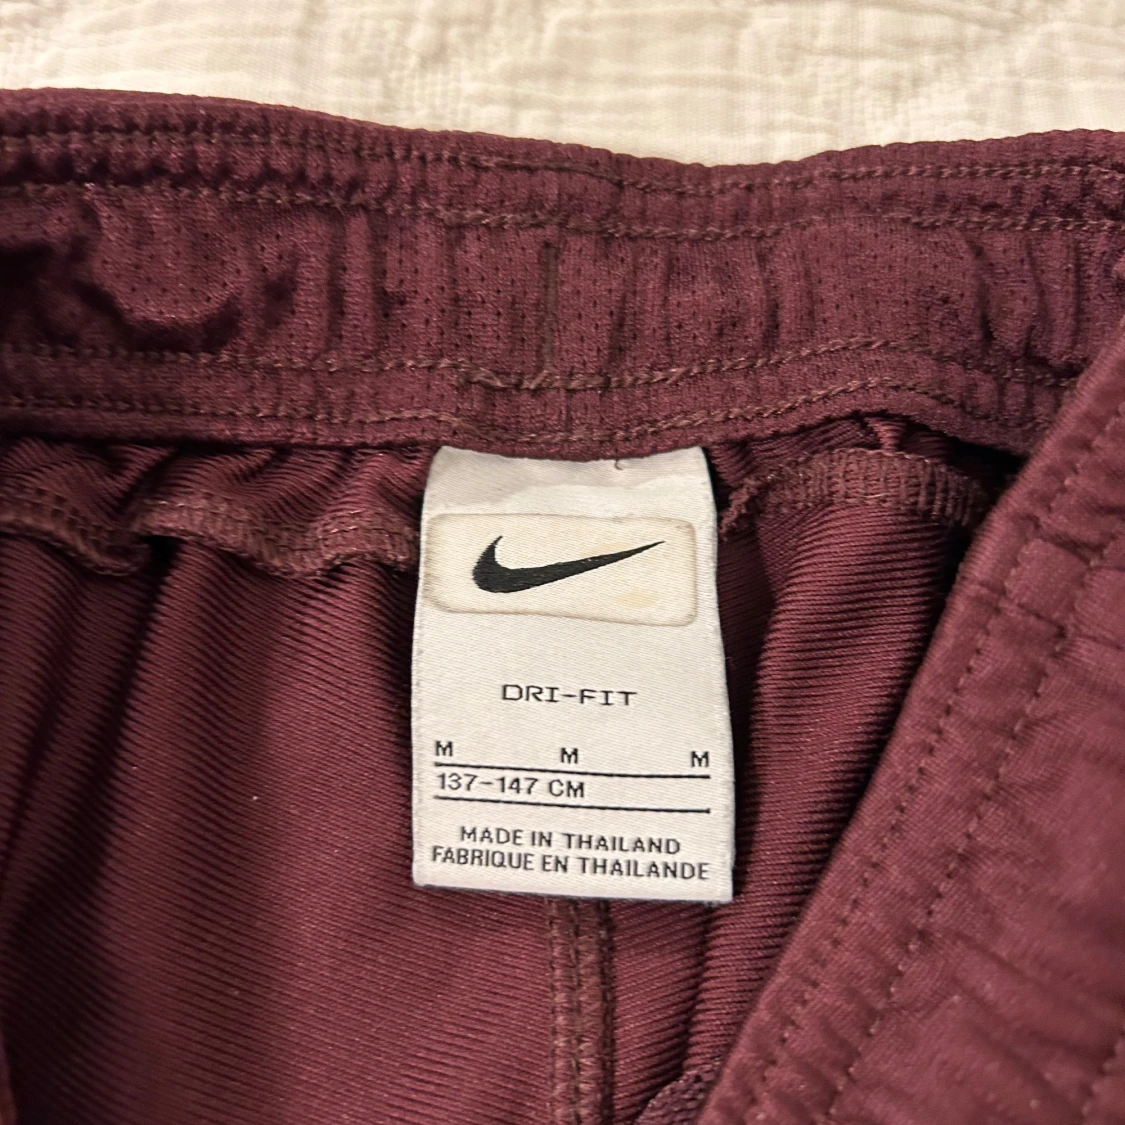 DRI-FIT
M M M
137-147 CM
MADE IN THAILAND
FABRIQUE EN THAILANDE